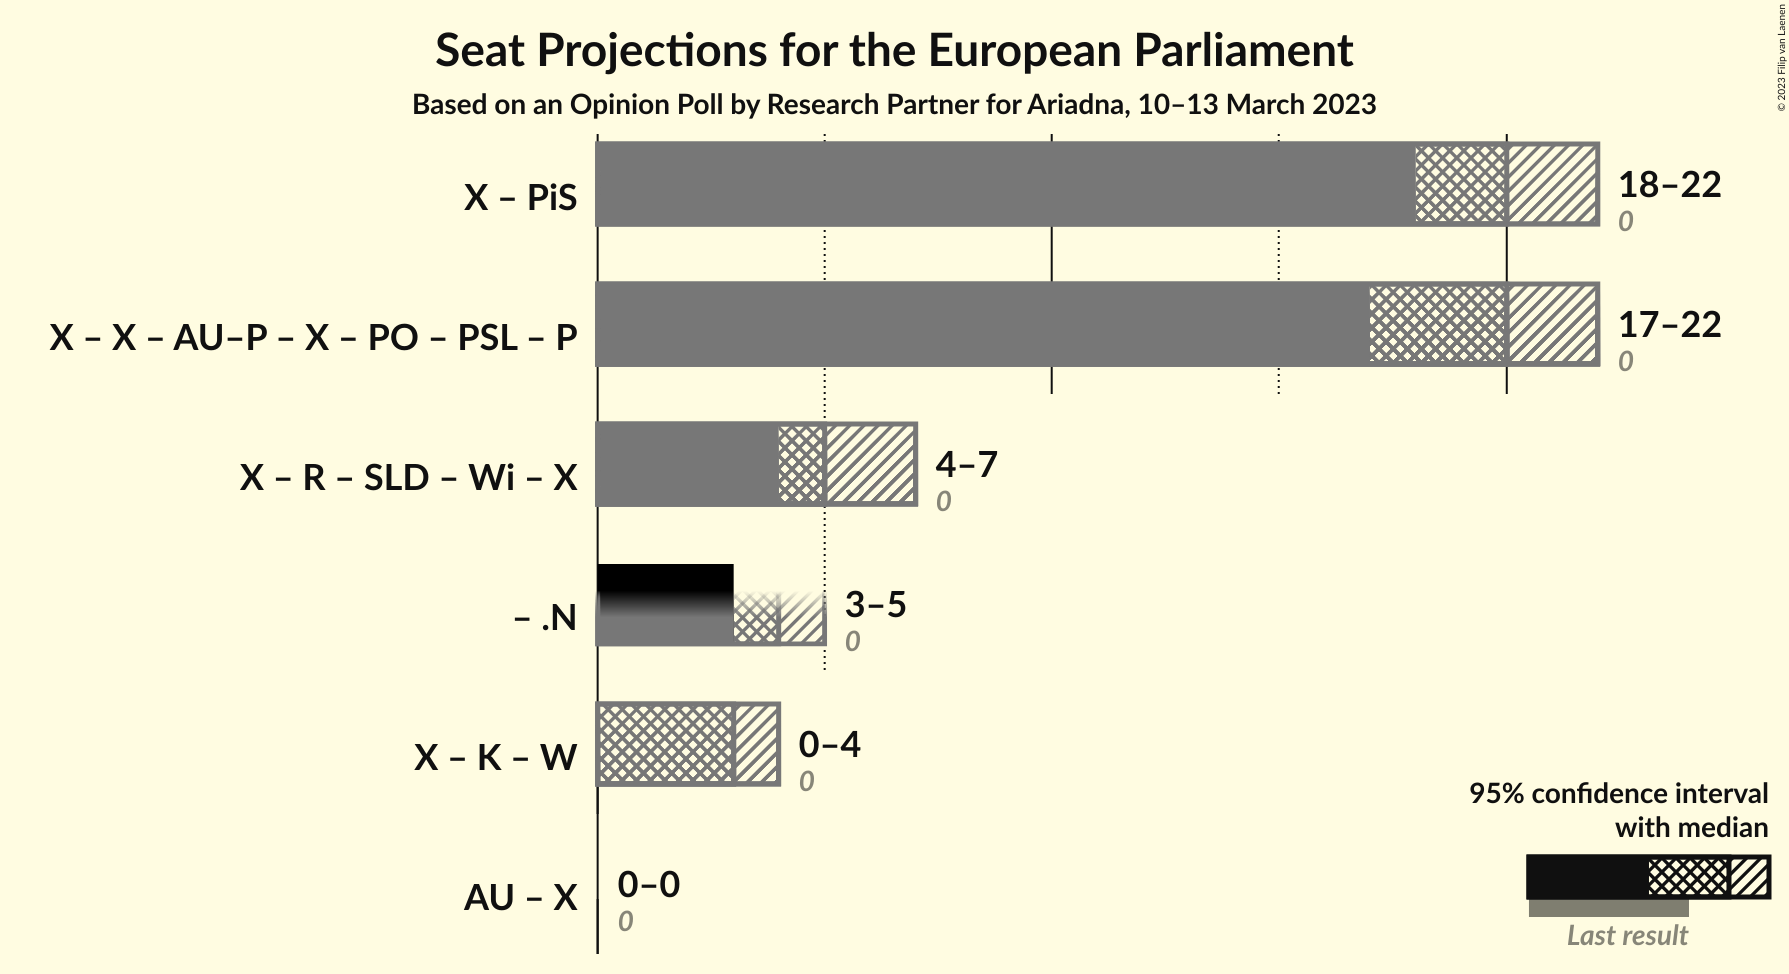 Seat Projections for the European Parliament
Based on an Opinion Poll by Research Partner for Ariadna, 10–13 March 2023
© 2023 Filip van Laenen
X – PiS
18–22
0
X – X – AU–P – X – PO – PSL – P
17–22
0
X – R – SLD – Wi – X
4–7
0
– .N
3–5
0
X – K – W
0–4
0
AU – X
0–0
0
95% confidence interval
with median
Last result